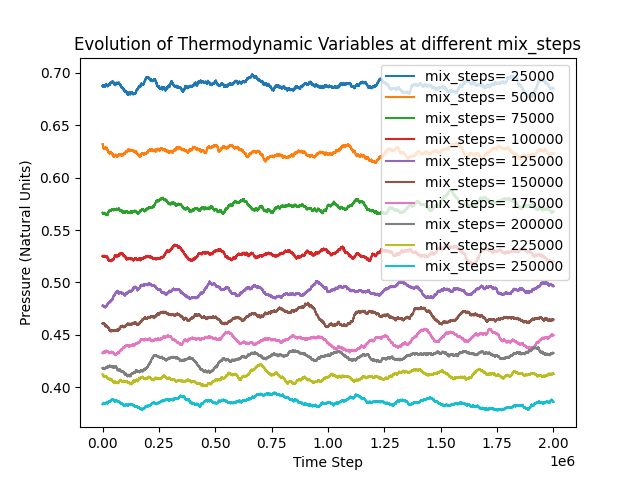 Evolution of Thermodynamic Variables at different mix_steps
Pressure (Natural Units)
0.70
0.65
0.60
0.55
0.50
0.45
0.40
mix_steps= 25000
mix_steps= 50000
mix_steps= 75000
mix_steps= 100000
mix_steps= 125000
mix_steps= 150000
mix_steps= 175000
mix_steps= 200000
mix_steps= 225000
mix_steps= 250000
0.00 0.25 0.50 0.75 1.00 1.25 1.50 1.75 2.00
1e6
Time Step